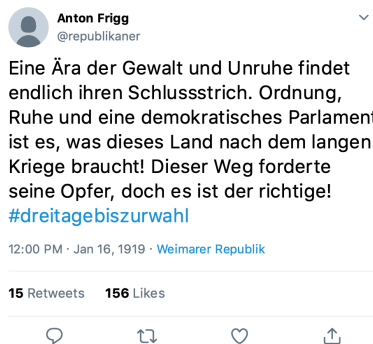 Anton Frigg
@republikaner
Eine Ära der Gewalt und Unruhe findet
endlich ihren Schlussstrich. Ordnung,
Ruhe und eine demokratisches Parlament
ist es, was dieses Land nach dem langen
Kriege braucht! Dieser Weg forderte
seine Opfer, doch es ist der richtige!
#dreitagebiszurwahl
12:00 PM · Jan 16, 1919 · Weimarer Republik
15 Retweets 156 Likes